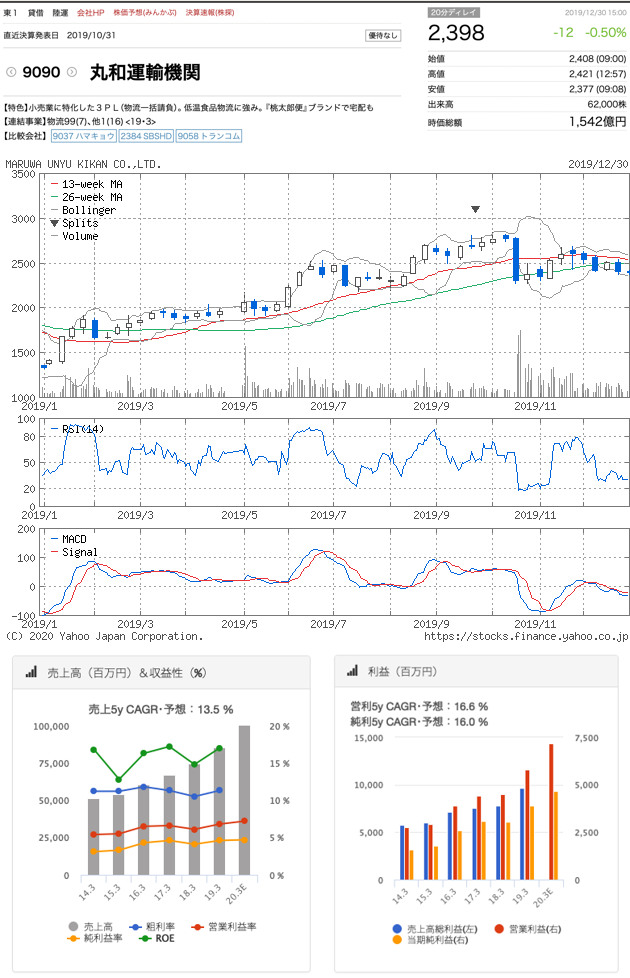 東1 貸借 陸運 会社HP 株価予想(みんかぶ) 決算速報(株探)
直近決算発表日 2019/10/31 優待なし
9090 丸和運輸機関
【特色】小売業に特化した3PL(物流一括請負)。低温食品物流に強み。『桃太郎便』ブランドで宅配も
【連結事業】物流99(7)、他1(16) <19・3>
【比較会社】 9037 ハマキョウ 2384 SBSHD 9058 トランコム
20分ディレイ 2019/12/30 15:00
2,398 -12 -0.50%
始値 2,408 (09:00)
高値 2,421 (12:57)
安値 2,377 (09:08)
出来高 62,000株
時価総額 1,542億円
MARUWA UNYU KIKAN CO.,LTD. 2019/12/30
3500
3000
2500
2000
1500
1000
13-week MA
26-week MA
Bollinger
Splits
Volume
2019/1 2019/3 2019/5 2019/7 2019/9 2019/11
100
80
50
20
0
RSI(14)
2019/1 2019/3 2019/5 2019/7 2019/9 2019/11
200
100
0
-100
MACD
Signal
2019/1 2019/3 2019/5 2019/7 2019/9 2019/11
(C) 2020 Yahoo Japan Corporation. https://stocks.finance.yahoo.co.jp
売上高(百万円)&収益性(%)
売上5y CAGR・予想:13.5 %
100,000 20 %
75,000 15 %
50,000 10 %
25,000 5 %
0 0 %
14.3 15.3 16.3 17.3 18.3 19.3 20.3E
売上高 粗利率 営業利益率
純利益率 ROE
利益(百万円)
営利5y CAGR・予想:16.6 %
純利5y CAGR・予想:16.0 %
15,000 7,500
10,000 5,000
5,000 2,500
0 0
14.3 15.3 16.3 17.3 18.3 19.3 20.3E
売上高総利益(左) 営業利益(右)
当期純利益(右)